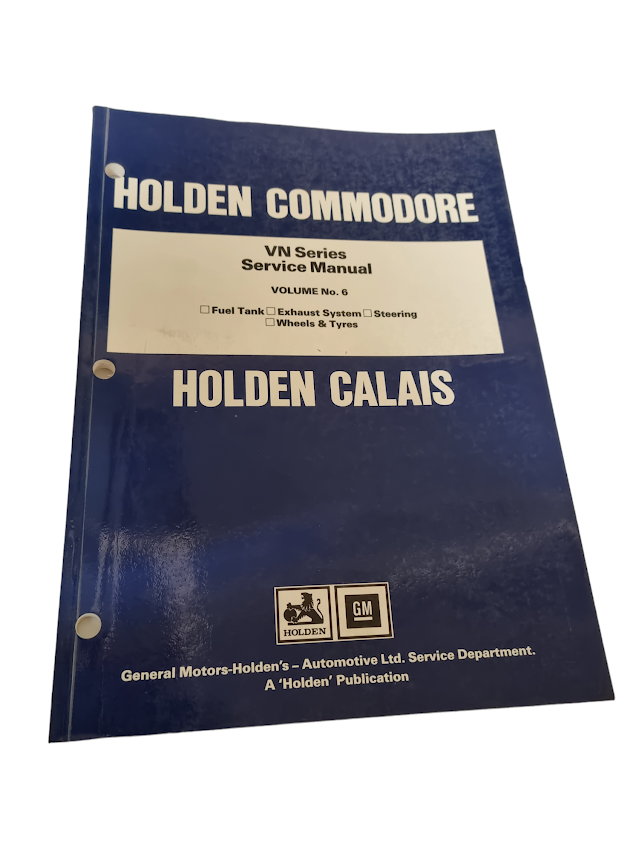 HOLDEN COMMODORE
VN Series
Service Manual
VOLUME No. 6
□ Fuel Tank □ Exhaust System □ Steering
□ Wheels & Tyres
HOLDEN CALAIS
HOLDEN
GM
General Motors-Holden's – Automotive Ltd. Service Department.
A 'Holden' Publication